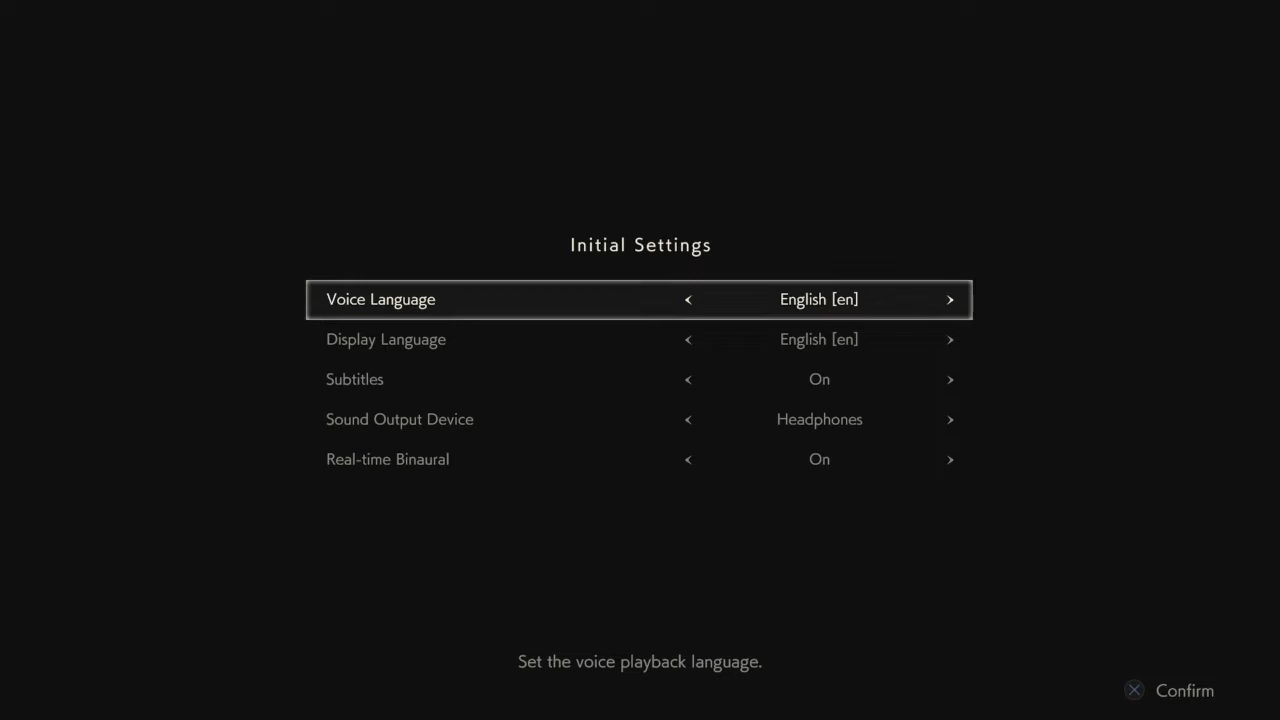 Initial Settings
Voice Language < English [en] >
Display Language < English [en] >
Subtitles < On >
Sound Output Device < Headphones >
Real-time Binaural < On >
Set the voice playback language.
Confirm